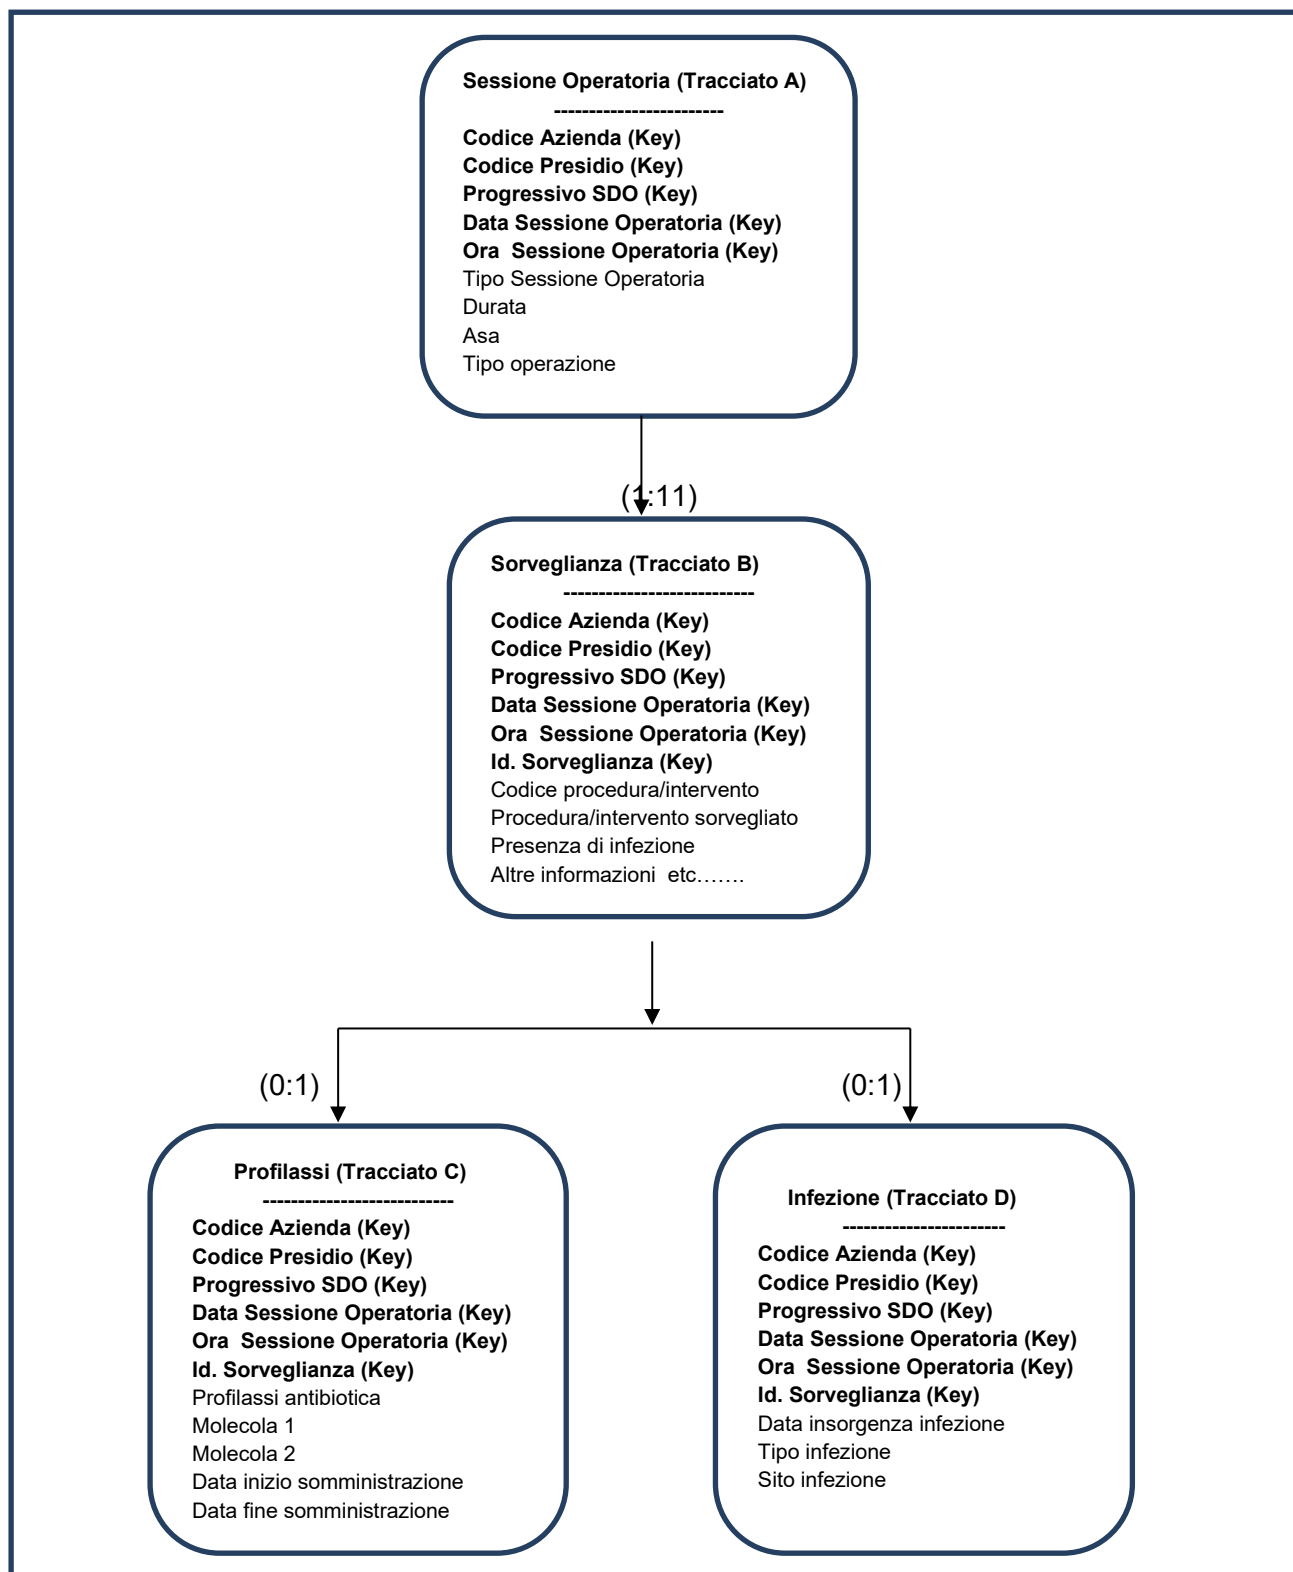 Sessione Operatoria (Tracciato A)
------------------------
Codice Azienda (Key)
Codice Presidio (Key)
Progressivo SDO (Key)
Data Sessione Operatoria (Key)
Ora  Sessione Operatoria (Key)
Tipo Sessione Operatoria
Durata
Asa
Tipo operazione
(1:11)
Sorveglianza (Tracciato B)
---------------------------
Codice Azienda (Key)
Codice Presidio (Key)
Progressivo SDO (Key)
Data Sessione Operatoria (Key)
Ora  Sessione Operatoria (Key)
Id. Sorveglianza (Key)
Codice procedura/intervento
Procedura/intervento sorvegliato
Presenza di infezione
Altre informazioni  etc…….
(0:1)
(0:1)
Profilassi (Tracciato C)
---------------------------
Codice Azienda (Key)
Codice Presidio (Key)
Progressivo SDO (Key)
Data Sessione Operatoria (Key)
Ora  Sessione Operatoria (Key)
Id. Sorveglianza (Key)
Profilassi antibiotica
Molecola 1
Molecola 2
Data inizio somministrazione
Data fine somministrazione
Infezione (Tracciato D)
-----------------------
Codice Azienda (Key)
Codice Presidio (Key)
Progressivo SDO (Key)
Data Sessione Operatoria (Key)
Ora  Sessione Operatoria (Key)
Id. Sorveglianza (Key)
Data insorgenza infezione
Tipo infezione
Sito infezione